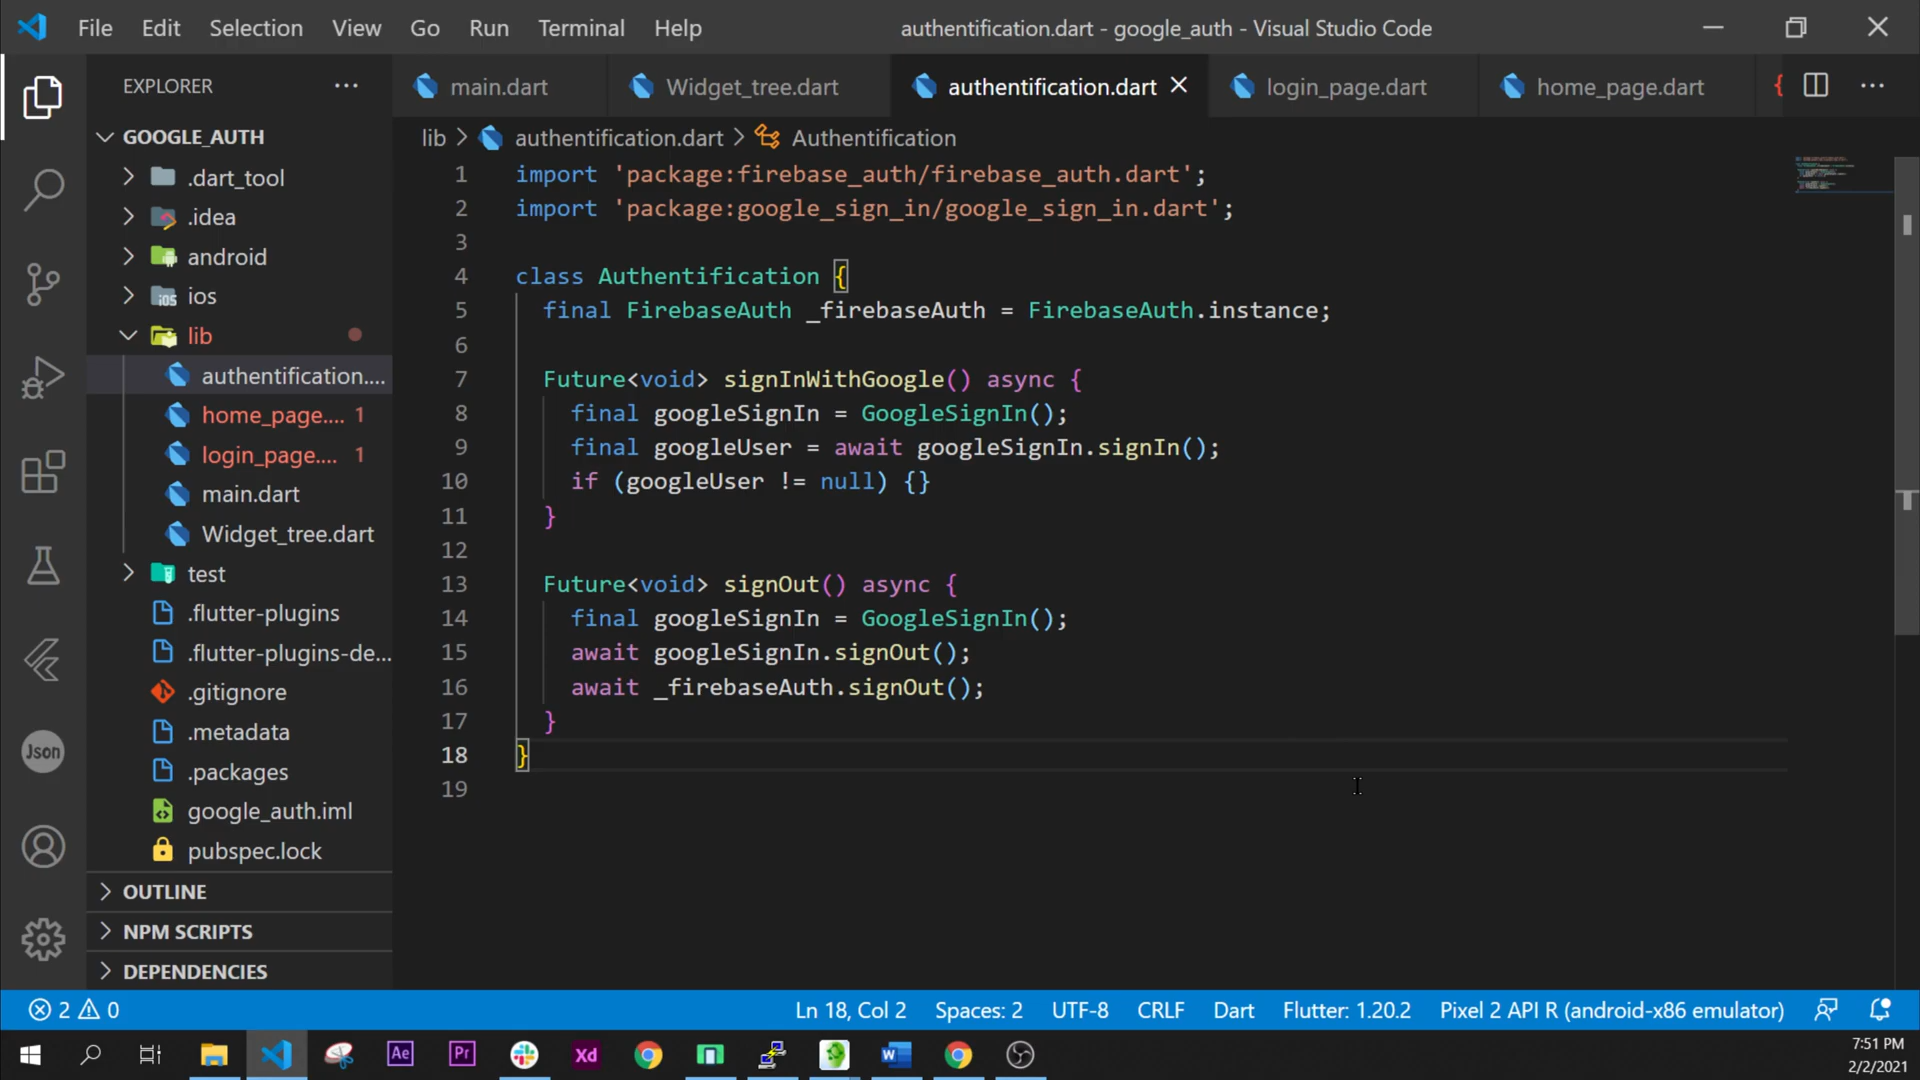 File Edit Selection View Go Run Terminal Help
authentification.dart - google_auth - Visual Studio Code
EXPLORER
GOOGLE_AUTH
.dart_tool
.idea
android
ios
lib
authentification....
home_page.... 1
login_page.... 1
main.dart
Widget_tree.dart
test
.flutter-plugins
.flutter-plugins-de...
.gitignore
.metadata
.packages
google_auth.iml
pubspec.lock
OUTLINE
NPM SCRIPTS
DEPENDENCIES
Json
main.dart Widget_tree.dart authentification.dart login_page.dart home_page.dart {
lib > authentification.dart > Authentification
1 import 'package:firebase_auth/firebase_auth.dart';
2 import 'package:google_sign_in/google_sign_in.dart';
3
4 class Authentification {
5 final FirebaseAuth _firebaseAuth = FirebaseAuth.instance;
6
7 Future<void> signInWithGoogle() async {
8 final googleSignIn = GoogleSignIn();
9 final googleUser = await googleSignIn.signIn();
10 if (googleUser != null) {}
11 }
12
13 Future<void> signOut() async {
14 final googleSignIn = GoogleSignIn();
15 await googleSignIn.signOut();
16 await _firebaseAuth.signOut();
17 }
18 }
19
2 0 Ln 18, Col 2 Spaces: 2 UTF-8 CRLF Dart Flutter: 1.20.2 Pixel 2 API R (android-x86 emulator)
Ae Pr Xd
7:51 PM
2/2/2021